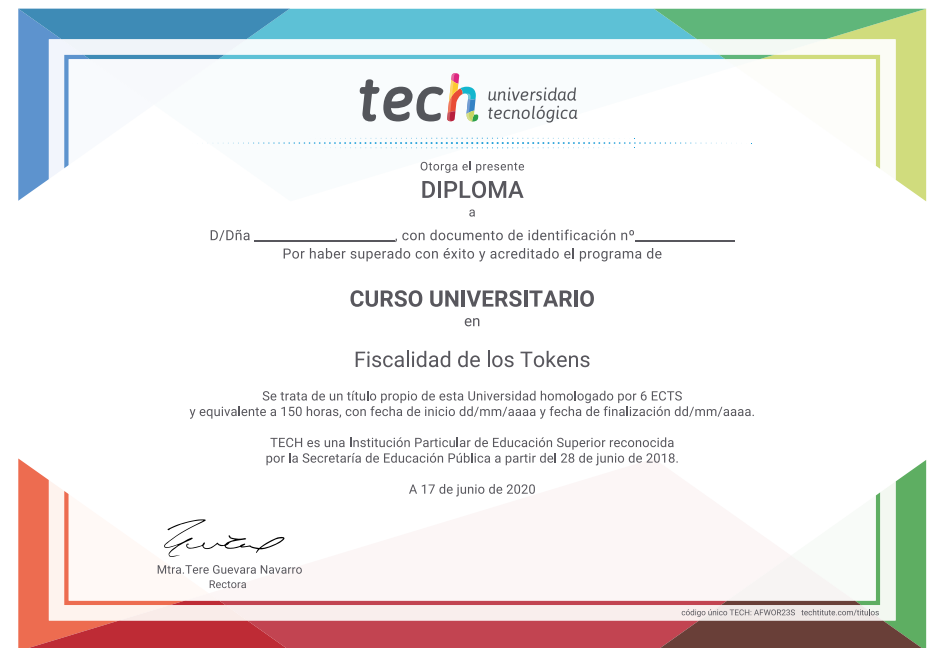 tech universidad
tecnológica
Otorga el presente
DIPLOMA
a
D/Dña ____________________, con documento de identificación nº______________
Por haber superado con éxito y acreditado el programa de
CURSO UNIVERSITARIO
en
Fiscalidad de los Tokens
Se trata de un título propio de esta Universidad homologado por 6 ECTS
y equivalente a 150 horas, con fecha de inicio dd/mm/aaaa y fecha de finalización dd/mm/aaaa.
TECH es una Institución Particular de Educación Superior reconocida
por la Secretaría de Educación Pública a partir del 28 de junio de 2018.
A 17 de junio de 2020
Mtra.Tere Guevara Navarro
Rectora
código único TECH: AFWOR23S techtitute.com/titulos